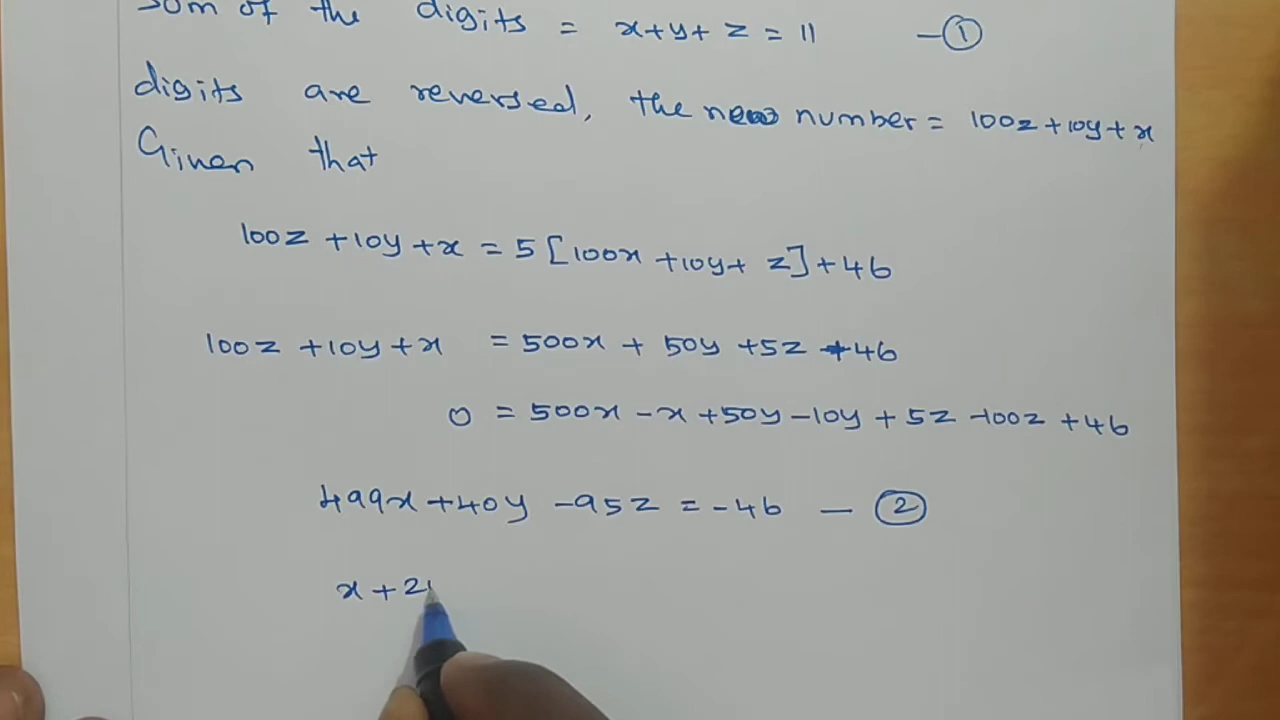 sum of the digits = x+y+z = 11 -①
digits are reversed, the new number = 100z+10y+x
Given that
100z +10y +x = 5 [100x +10y+ z]+46
100z +10y +x = 500x + 50y +5z +46
0 = 500x -x +50y -10y +5z -100z +46
499x +40y -95z = -46 - ②
x + 2